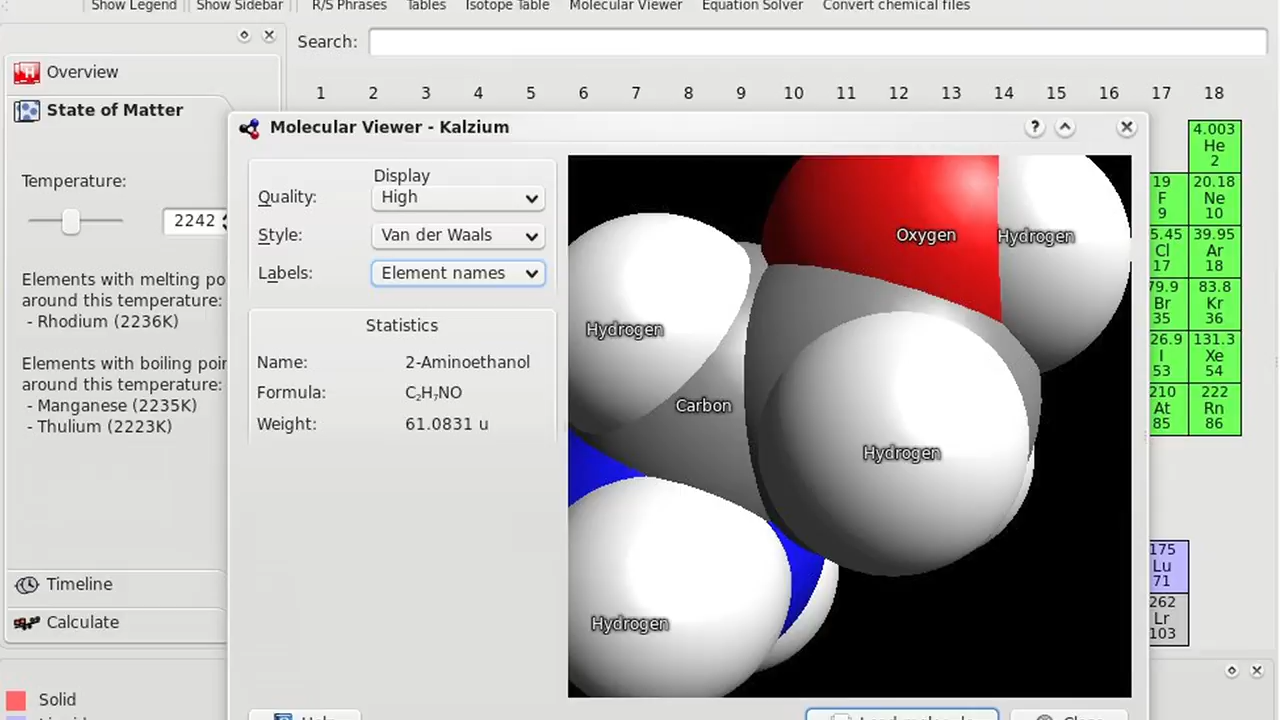 Show Legend Show Sidebar R/S Phrases Tables Isotope Table Molecular Viewer Equation Solver Convert chemical files
Search:
Overview
State of Matter
Temperature:
2242
Elements with melting poi
around this temperature:
- Rhodium (2236K)
Elements with boiling poin
around this temperature:
- Manganese (2235K)
- Thulium (2223K)
Timeline
Calculate
Solid
1 2 3 4 5 6 7 8 9 10 11 12 13 14 15 16 17 18
4.003
He
2
19 20.18
F Ne
9 10
5.45 39.95
Cl Ar
17 18
79.9 83.8
Br Kr
35 36
26.9 131.3
I Xe
53 54
210 222
At Rn
85 86
175
Lu
71
262
Lr
103
Molecular Viewer - Kalzium
Display
Quality: High
Style: Van der Waals
Labels: Element names
Statistics
Name: 2-Aminoethanol
Formula: C₂H₇NO
Weight: 61.0831 u
Oxygen
Hydrogen
Hydrogen
Carbon
Hydrogen
Hydrogen